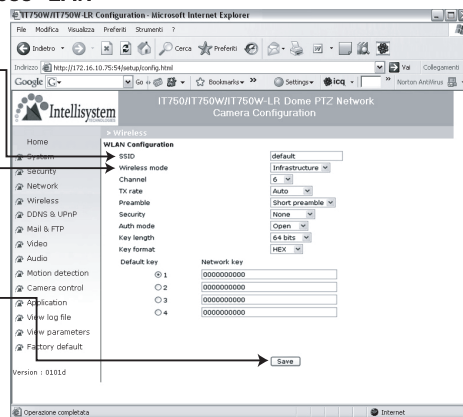 IT750W/IT750W-LR Configuration - Microsoft Internet Explorer
File Modifica Visualizza Preferiti Strumenti ?
Indietro Cerca Preferiti
Indirizzo http://172.16.10.75:54/setup/config.html Vai Collegamenti
Google G Go Bookmarks Settings icq Norton AntiVirus
Intellisystem
IT750/IT750W/IT750W-LR Dome PTZ Network
Camera Configuration
> Wireless
Home
System
Security
Network
Wireless
DDNS & UPnP
Mail & FTP
Video
Audio
Motion detection
Camera control
Application
View log file
View parameters
Factory default
Version : 0101d
WLAN Configuration
SSID default
Wireless mode Infrastructure
Channel 6
TX rate Auto
Preamble Short preamble
Security None
Auth mode Open
Key length 64 bits
Key format HEX
Default key Network key
1 0000000000
2 0000000000
3 0000000000
4 0000000000
Save
Operazione completata Internet